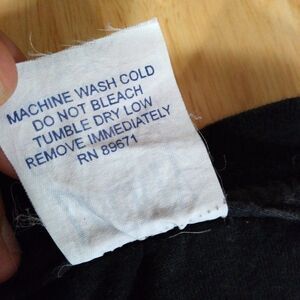 MACHINE WASH COLD
DO NOT BLEACH
TUMBLE DRY LOW
REMOVE IMMEDIATELY
RN 89671